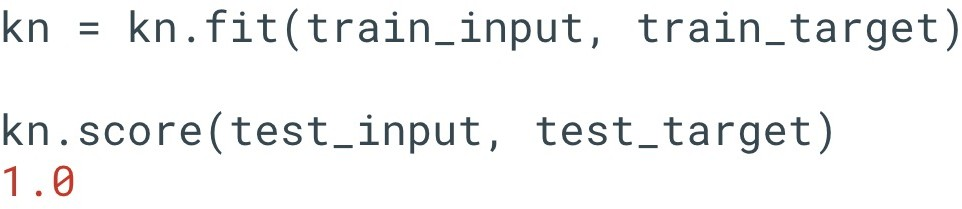 kn = kn.fit(train_input, train_target)
kn.score(test_input, test_target)
1.0